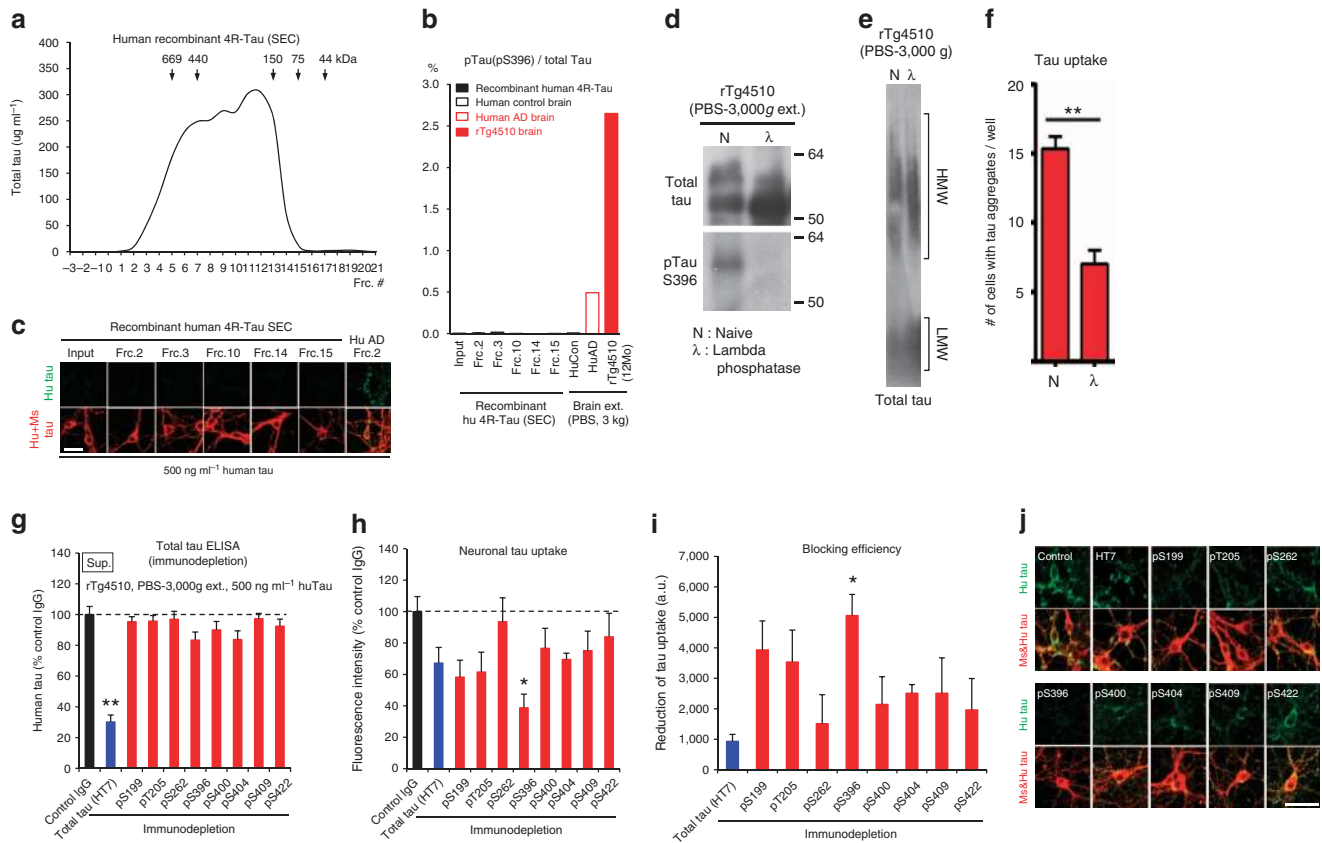 a
Human recombinant 4R-Tau (SEC)
669 440 150 75 44 kDa
Total tau (ug ml⁻¹)
400
350
300
250
200
150
100
50
0
–3–2–1 0 1 2 3 4 5 6 7 8 9 101112131415161718192021
Frc. #
b
pTau(pS396) / total Tau
%
3.0
2.5
2.0
1.5
1.0
0.5
0.0
Recombinant human 4R-Tau
Human control brain
Human AD brain
rTg4510 brain
Input
Frc.2
Frc.3
Frc.10
Frc.14
Frc.15
HuCon
HuAD
rTg4510
(12Mo)
Recombinant
hu 4R-Tau (SEC)
Brain ext.
(PBS, 3 kg)
c
Recombinant human 4R-Tau SEC
Hu AD
Input Frc.2 Frc.3 Frc.10 Frc.14 Frc.15 Frc.2
Hu tau
Hu+Ms
tau
500 ng ml⁻¹ human tau
d
rTg4510
(PBS-3,000g ext.)
N λ
Total
tau
64
50
pTau
S396
64
50
N : Naive
λ : Lambda
phosphatase
e
rTg4510
(PBS-3,000 g)
N λ
HMW
LMW
Total tau
f
Tau uptake
# of cells with tau aggregates / well
20
15
10
5
**
N λ
g
Total tau ELISA
(immunodepletion)
Sup.
rTg4510, PBS-3,000g ext., 500 ng ml⁻¹ huTau
Human tau (% control IgG)
140
120
100
80
60
40
20
0
**
Control IgG
Total tau (HT7)
pS199
pT205
pS262
pS396
pS400
pS404
pS409
pS422
Immunodepletion
h
Neuronal tau uptake
Fluorescence intensity (% control IgG)
140
120
100
80
60
40
20
0
*
Control IgG
Total tau (HT7)
pS199
pT205
pS262
pS396
pS400
pS404
pS409
pS422
Immunodepletion
i
Blocking efficiency
Reduction of tau uptake (a.u.)
7,000
6,000
5,000
4,000
3,000
2,000
1,000
0
*
Total tau (HT7)
pS199
pT205
pS262
pS396
pS400
pS404
pS409
pS422
Immunodepletion
j
Control HT7 pS199 pT205 pS262
Hu tau
Ms&Hu tau
pS396 pS400 pS404 pS409 pS422
Hu tau
Ms&Hu tau